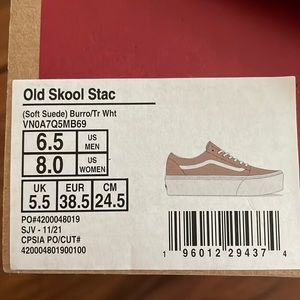 Old Skool Stac
(Soft Suede) Burro/Tr Wht
VN0A7Q5MB69
6.5 US MEN
8.0 US WOMEN
UK EUR CM
5.5 38.5 24.5
PO#4200048019
SJV - 11/21
CPSIA PO/CUT#
420004801900100
1 96012 29437 4